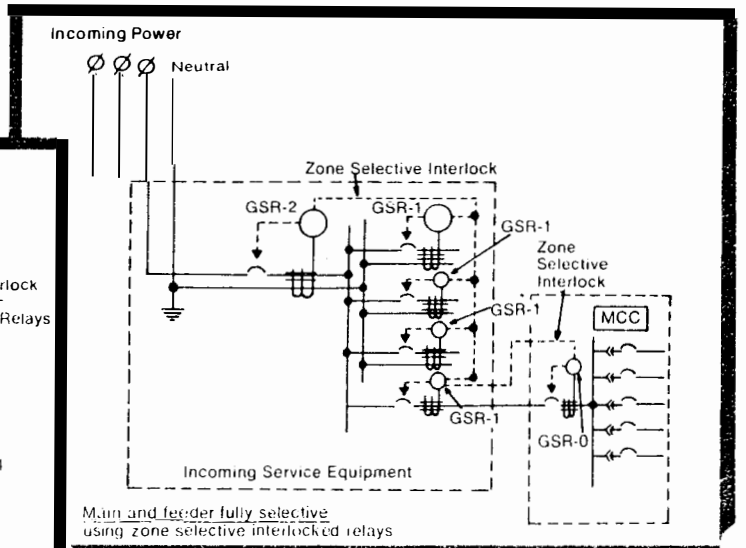 Incoming Power
Neutral
Zone Selective Interlock
GSR-2
GSR-1
GSR-1
Zone
Selective
Interlock
rlock
Relays
GSR-1
MCC
GSR-1
GSR-0
Incoming Service Equipment
Main and feeder fully selective
using zone selective interlocked relays